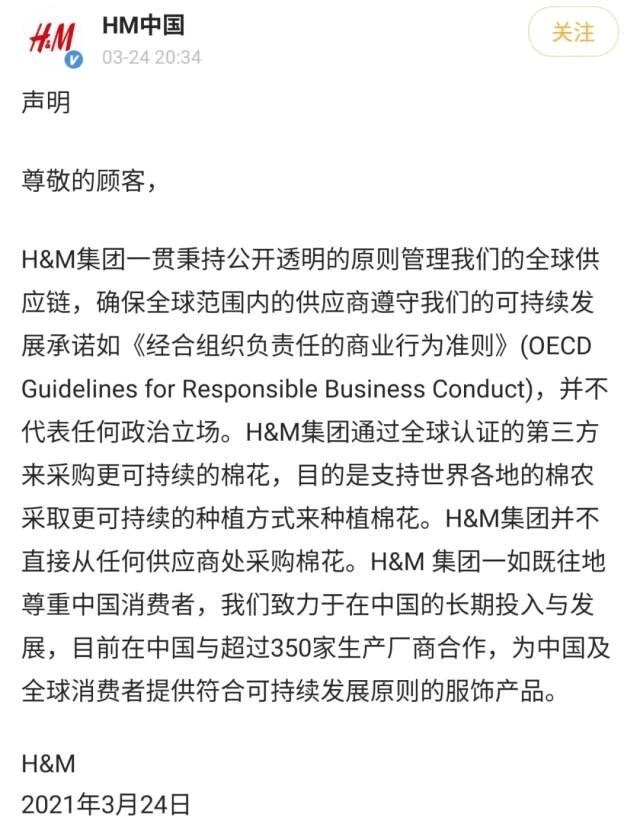 H&M
HM中国
03-24 20:34
关注
声明
尊敬的顾客，
H&M集团一贯秉持公开透明的原则管理我们的全球供
应链，确保全球范围内的供应商遵守我们的可持续发
展承诺如《经合组织负责任的商业行为准则》(OECD
Guidelines for Responsible Business Conduct)，并不
代表任何政治立场。H&M集团通过全球认证的第三方
来采购更可持续的棉花，目的是支持世界各地的棉农
采取更可持续的种植方式来种植棉花。H&M集团并不
直接从任何供应商处采购棉花。H&M 集团一如既往地
尊重中国消费者，我们致力于在中国的长期投入与发
展，目前在中国与超过350家生产厂商合作，为中国及
全球消费者提供符合可持续发展原则的服饰产品。
H&M
2021年3月24日